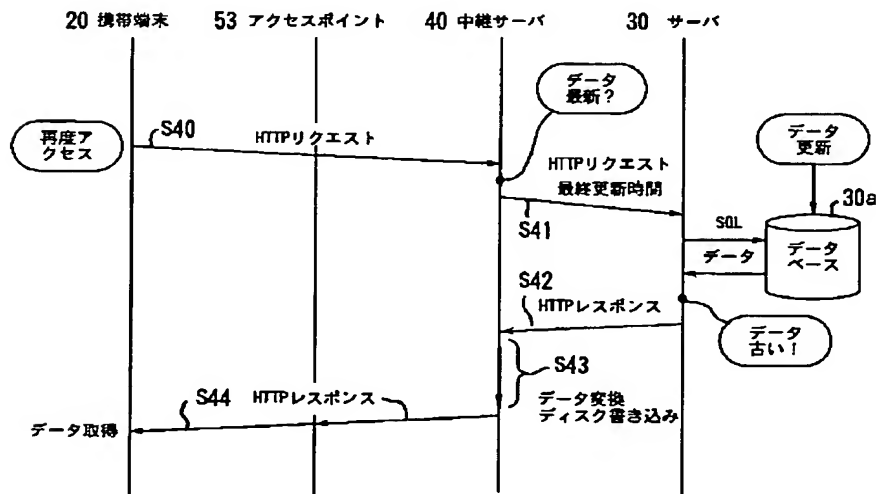 20 携帯端末
53 アクセスポイント
40 中継サーバ
30 サーバ
データ
最新?
再度ア
クセス
S40
HTTPリクエスト
データ
更新
HTTPリクエスト
最終更新時間
30a
S41
SQL
データ
データ
ベース
S42
HTTPレスポンス
データ
古い!
S43
データ変換
ディスク書き込み
S44
HTTPレスポンス
データ取得